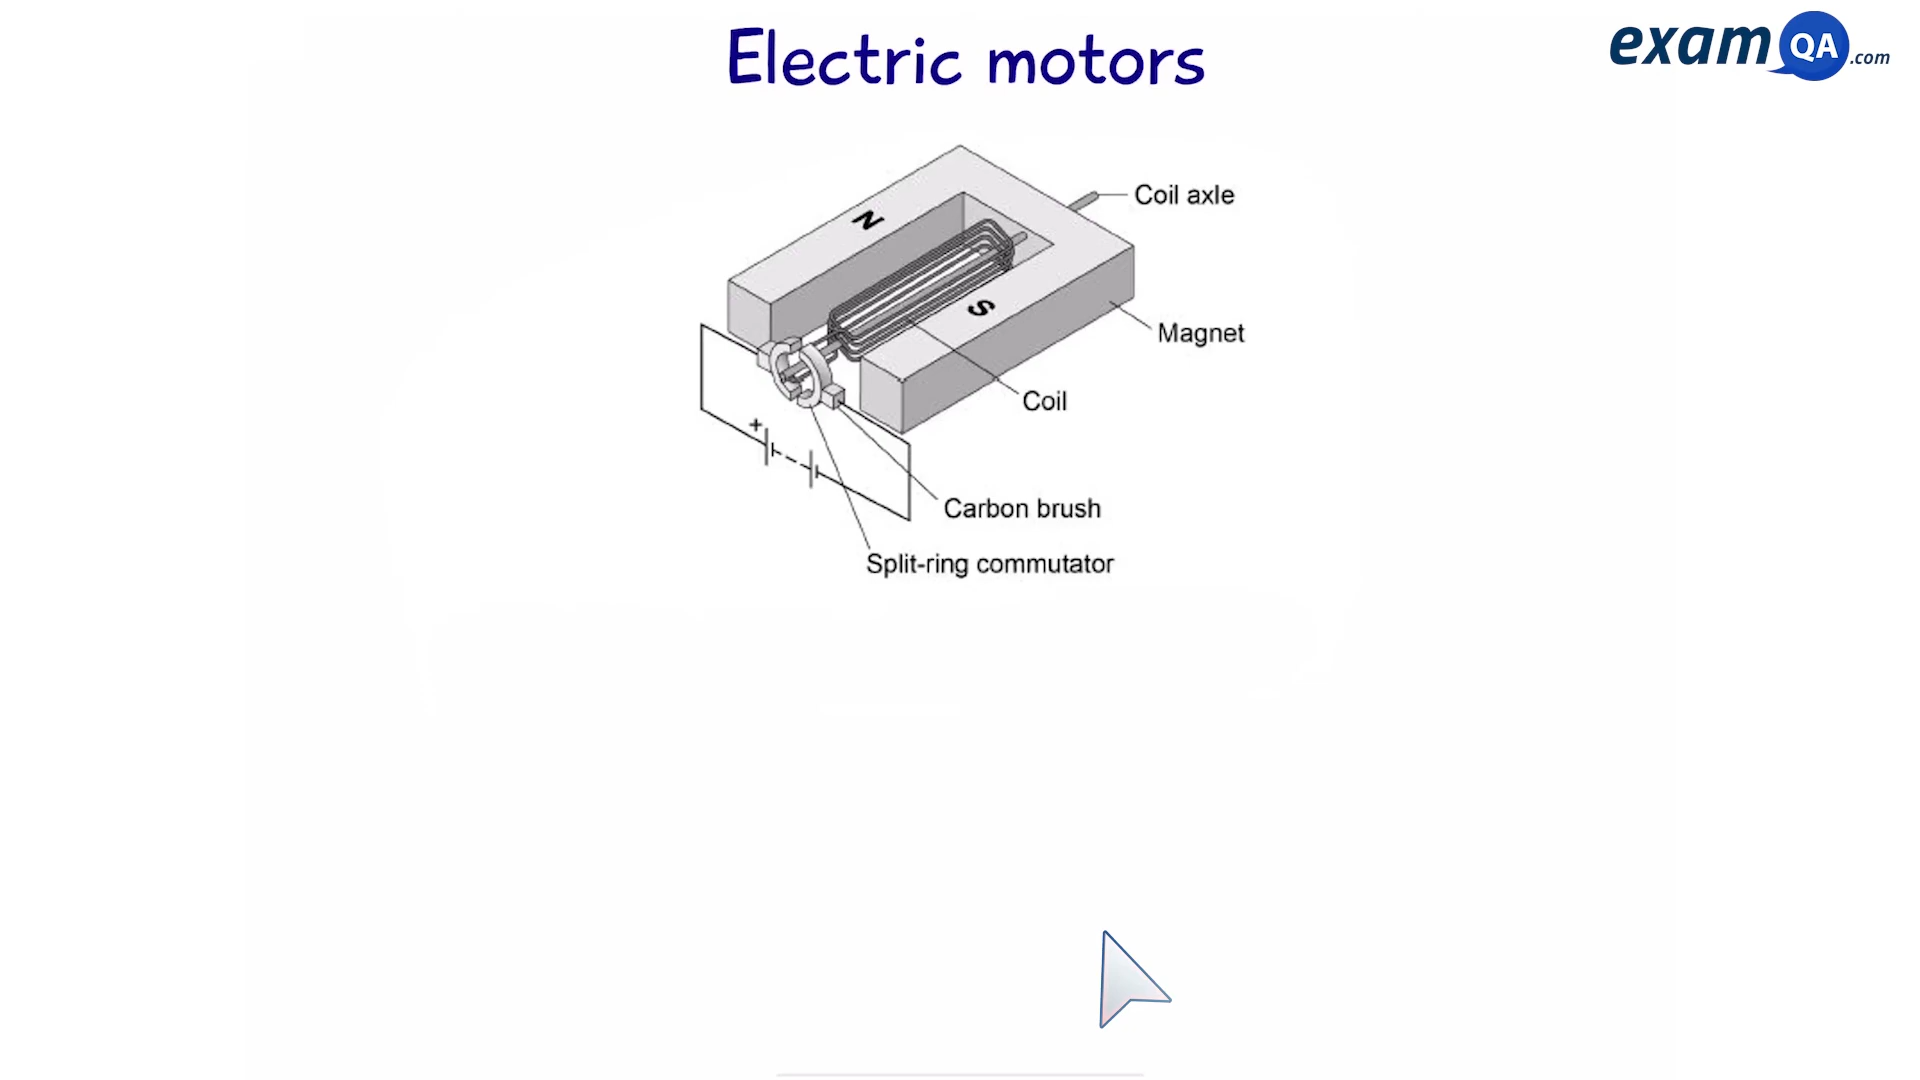 Electric motors
examQA.com
Coil axle
N
S
Magnet
Coil
+
Carbon brush
Split-ring commutator